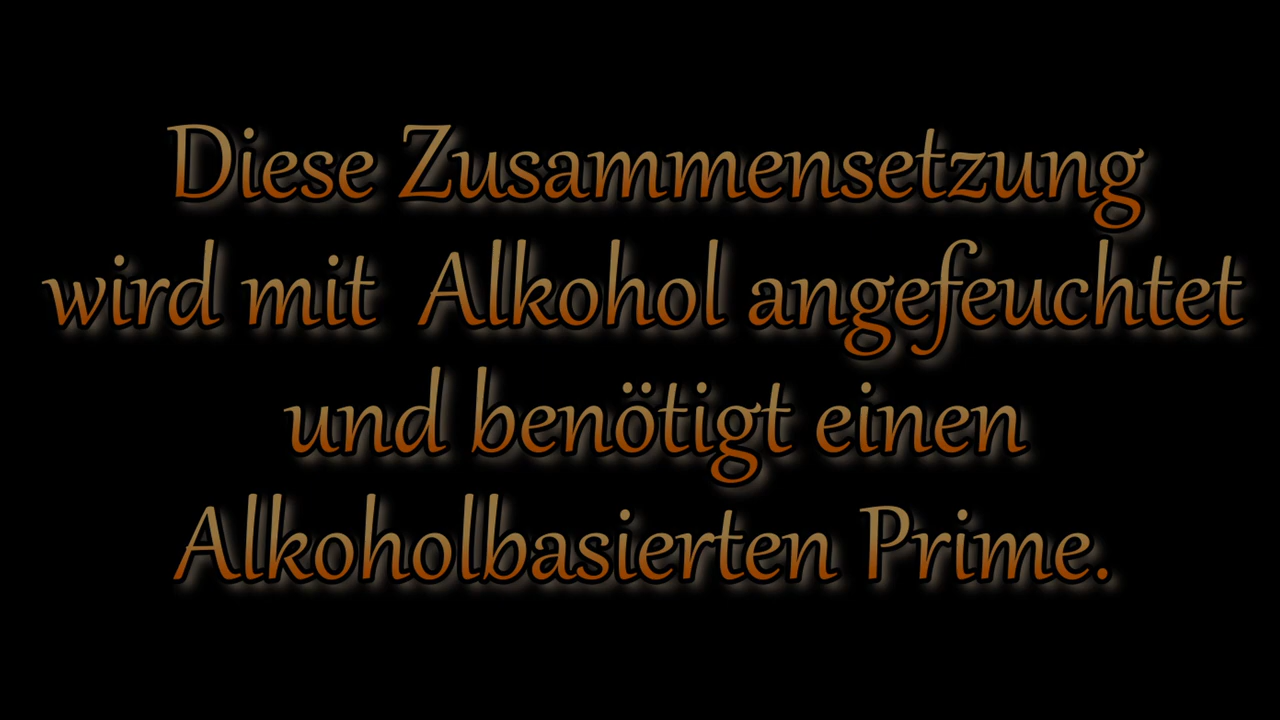 Diese Zusammensetzung
wird mit Alkohol angefeuchtet
und benötigt einen
Alkoholbasierten Prime.